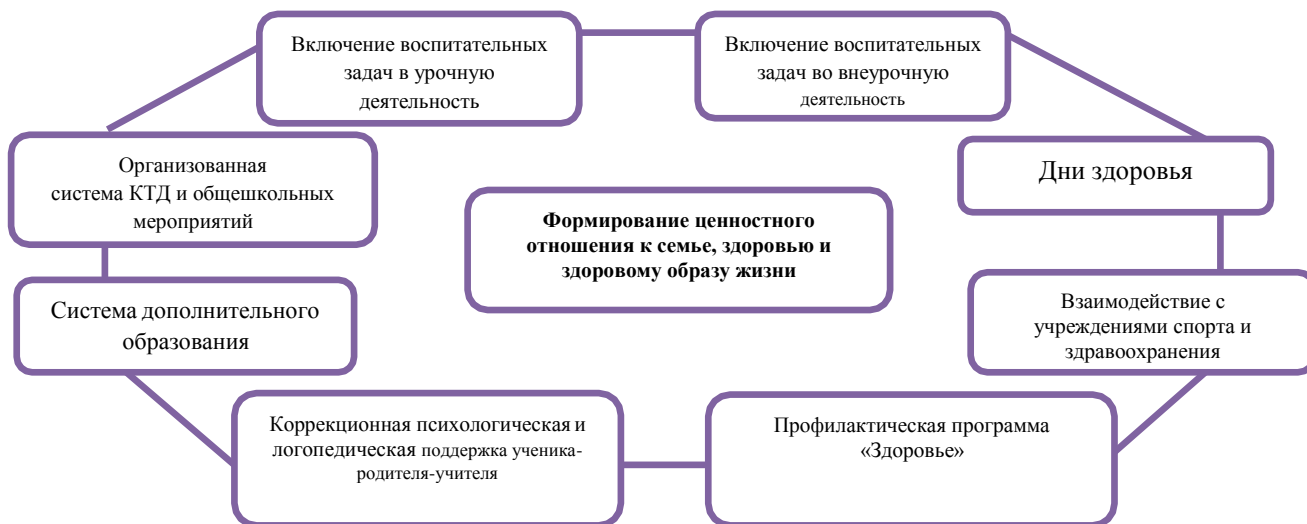 Включение воспитательных
задач в урочную
деятельность
Включение воспитательных
задач во внеурочную
деятельность
Организованная
система КТД и общешкольных
мероприятий
Дни здоровья
Формирование ценностного
отношения к семье, здоровью и
здоровому образу жизни
Система дополнительного
образования
Взаимодействие с
учреждениями спорта и
здравоохранения
Коррекционная психологическая и
логопедическая поддержка ученика-
родителя-учителя
Профилактическая программа
«Здоровье»